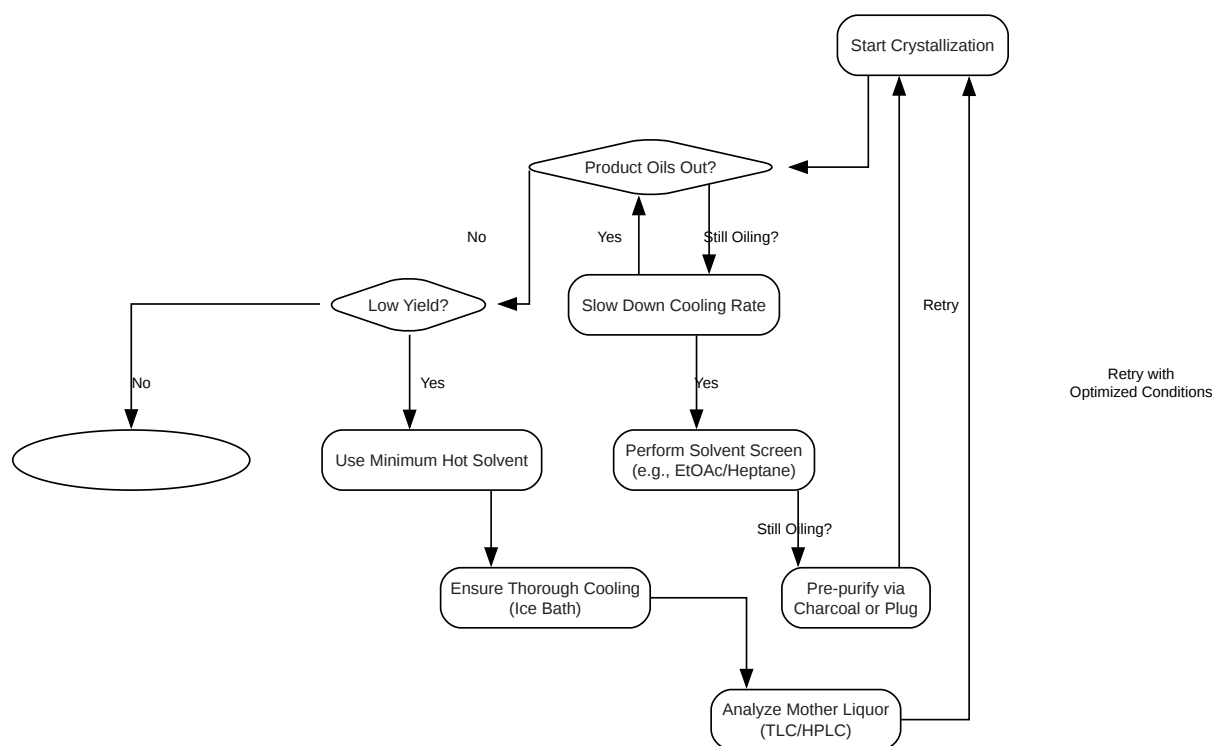 Start Crystallization
Product Oils Out?
No
Yes
Still Oiling?
Low Yield?
Slow Down Cooling Rate
Retry
No
Yes
Yes
Retry with
Optimized Conditions
Use Minimum Hot Solvent
Perform Solvent Screen
(e.g., EtOAc/Heptane)
Still Oiling?
Ensure Thorough Cooling
(Ice Bath)
Pre-purify via
Charcoal or Plug
Analyze Mother Liquor
(TLC/HPLC)